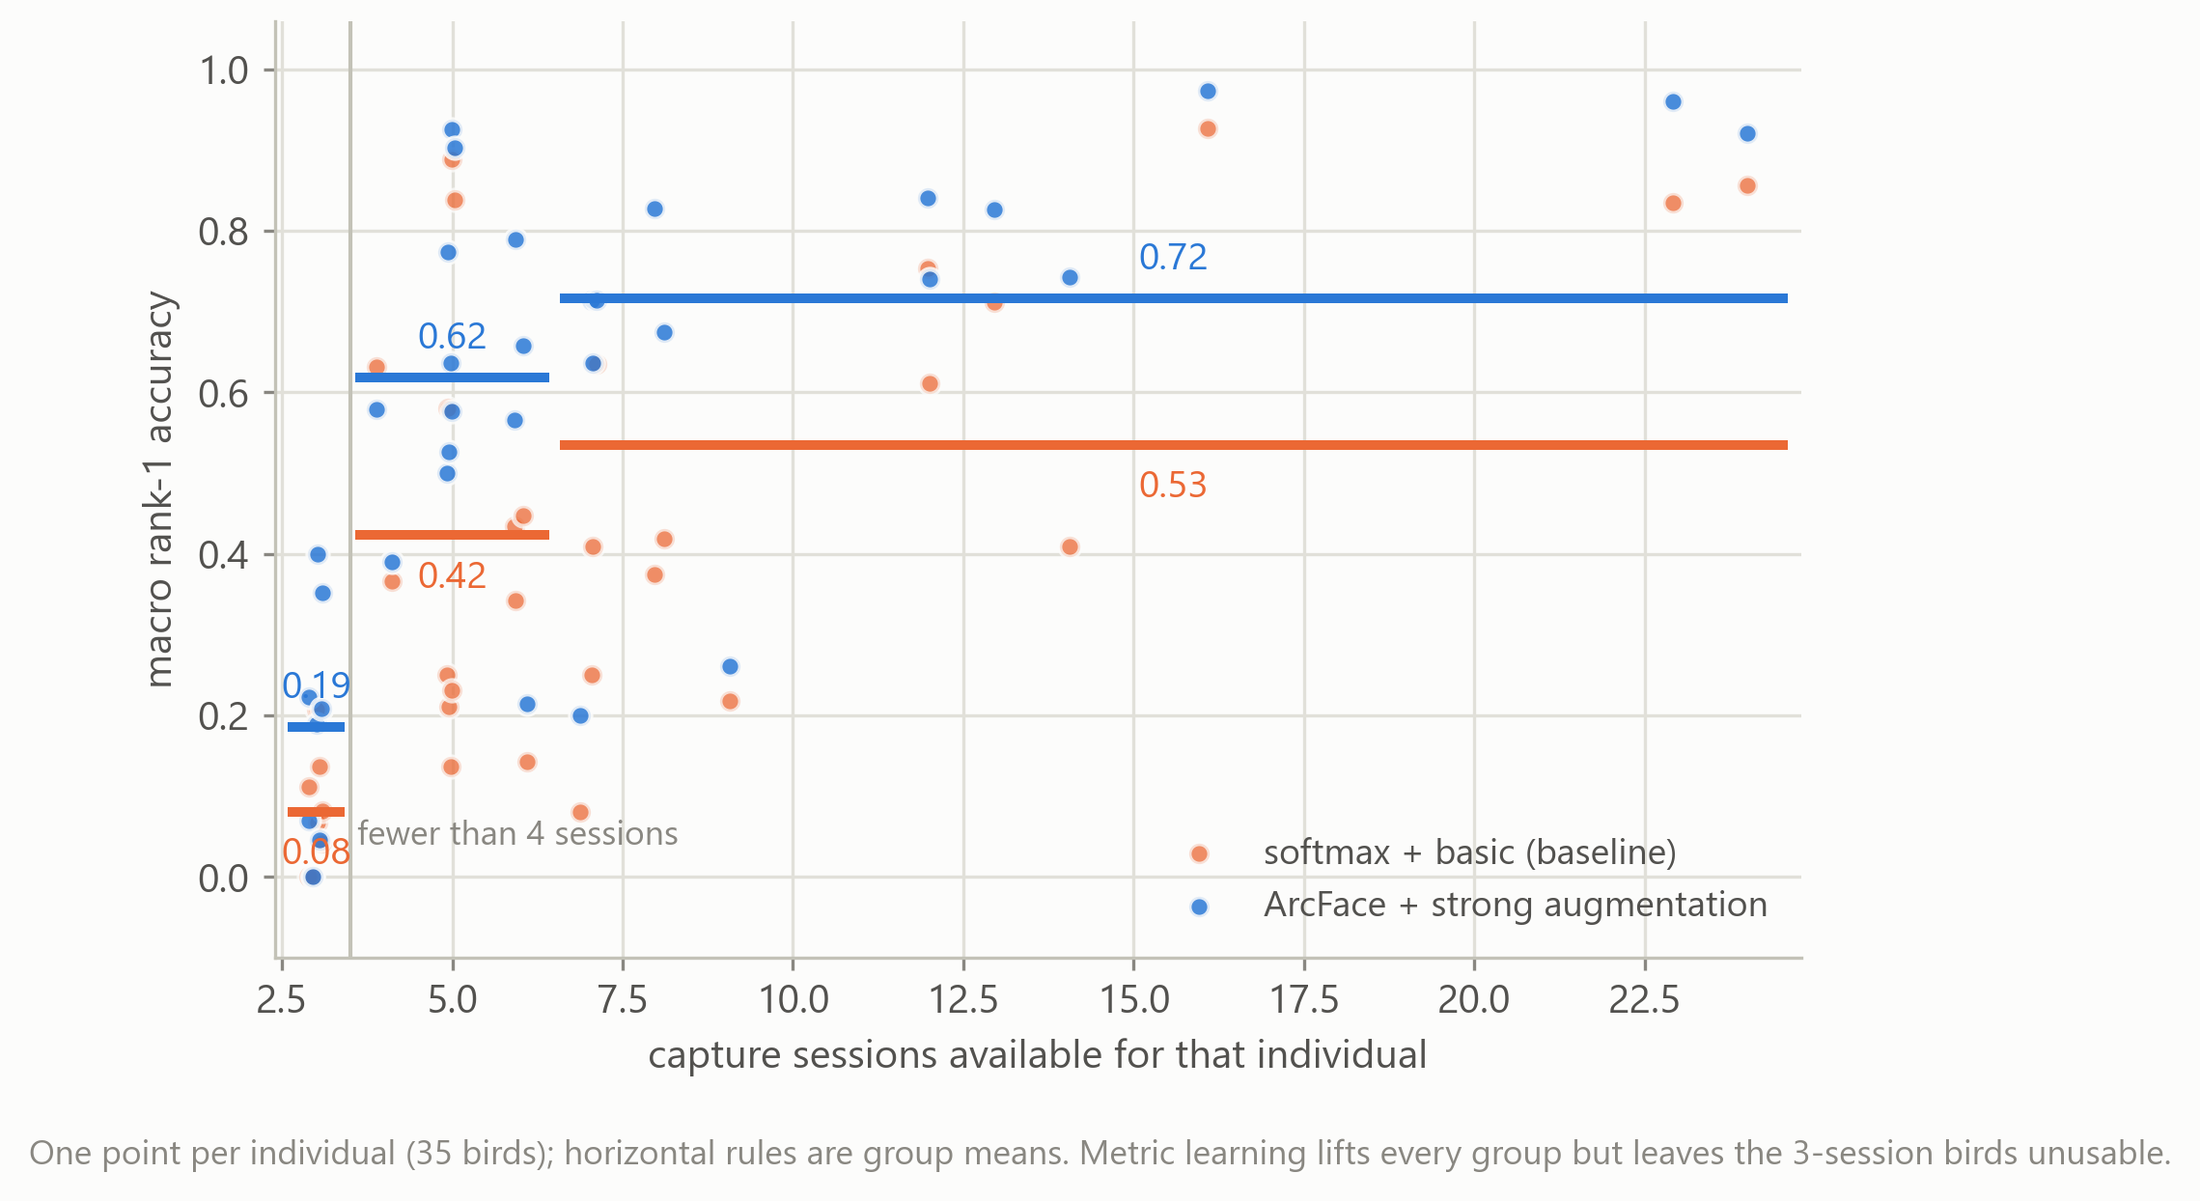 macro rank-1 accuracy
1.0
0.8
0.6
0.4
0.2
0.0
0.72
0.62
0.53
0.42
0.19
0.08
fewer than 4 sessions
softmax + basic (baseline)
ArcFace + strong augmentation
2.5 5.0 7.5 10.0 12.5 15.0 17.5 20.0 22.5
capture sessions available for that individual
One point per individual (35 birds); horizontal rules are group means. Metric learning lifts every group but leaves the 3-session birds unusable.